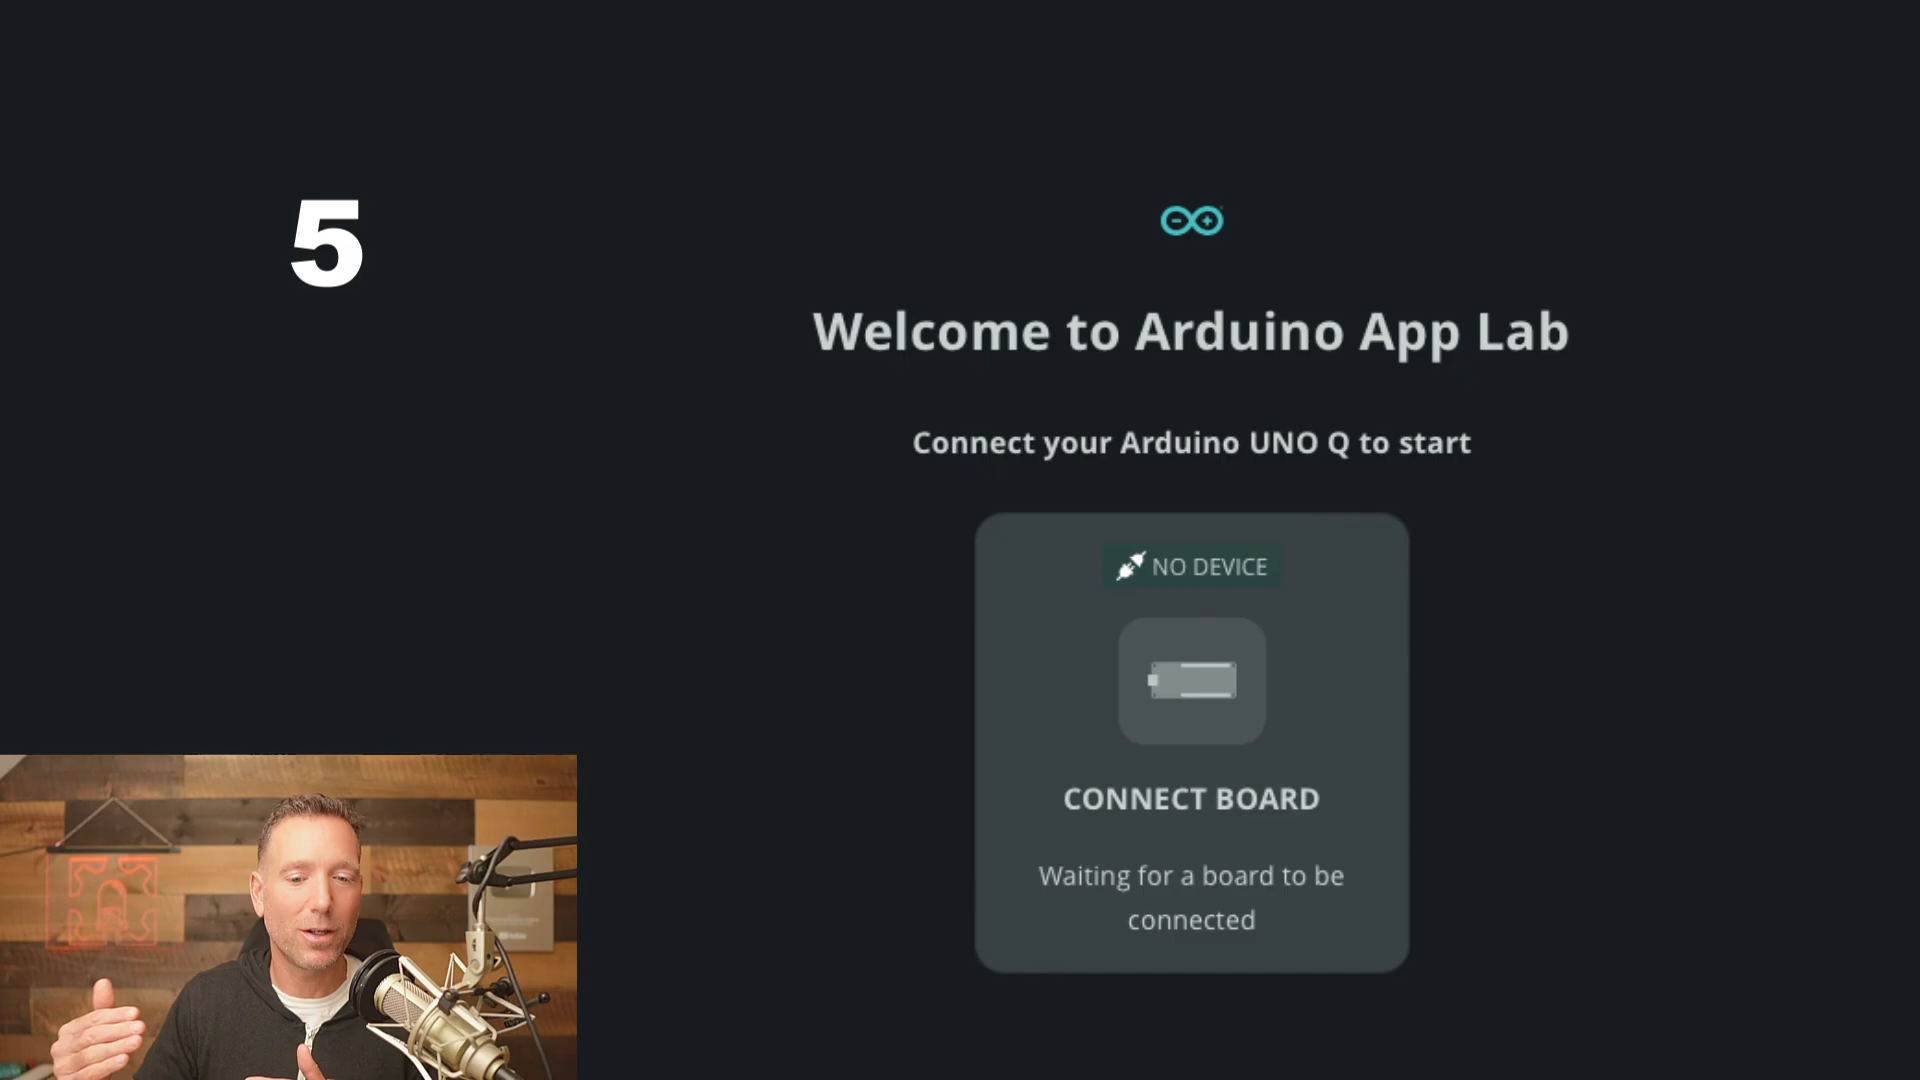 5
Welcome to Arduino App Lab
Connect your Arduino UNO Q to start
NO DEVICE
CONNECT BOARD
Waiting for a board to be
connected